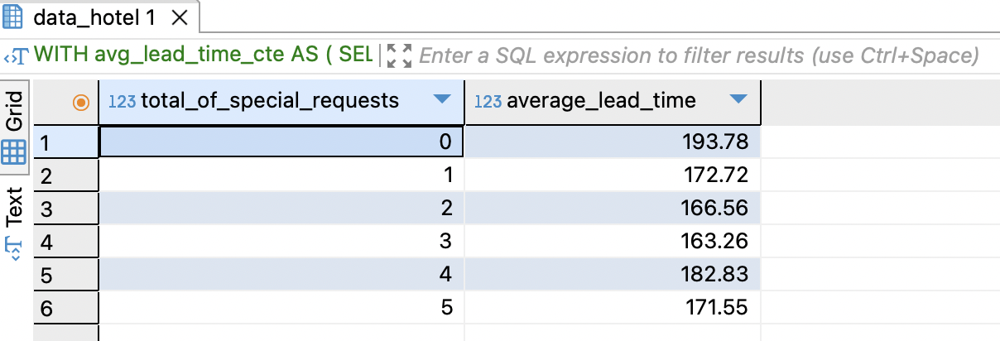 data_hotel 1
WITH avg_lead_time_cte AS ( SEL Enter a SQL expression to filter results (use Ctrl+Space)
Grid
Text
123 total_of_special_requests 123 average_lead_time
1 0 193.78
2 1 172.72
3 2 166.56
4 3 163.26
5 4 182.83
6 5 171.55